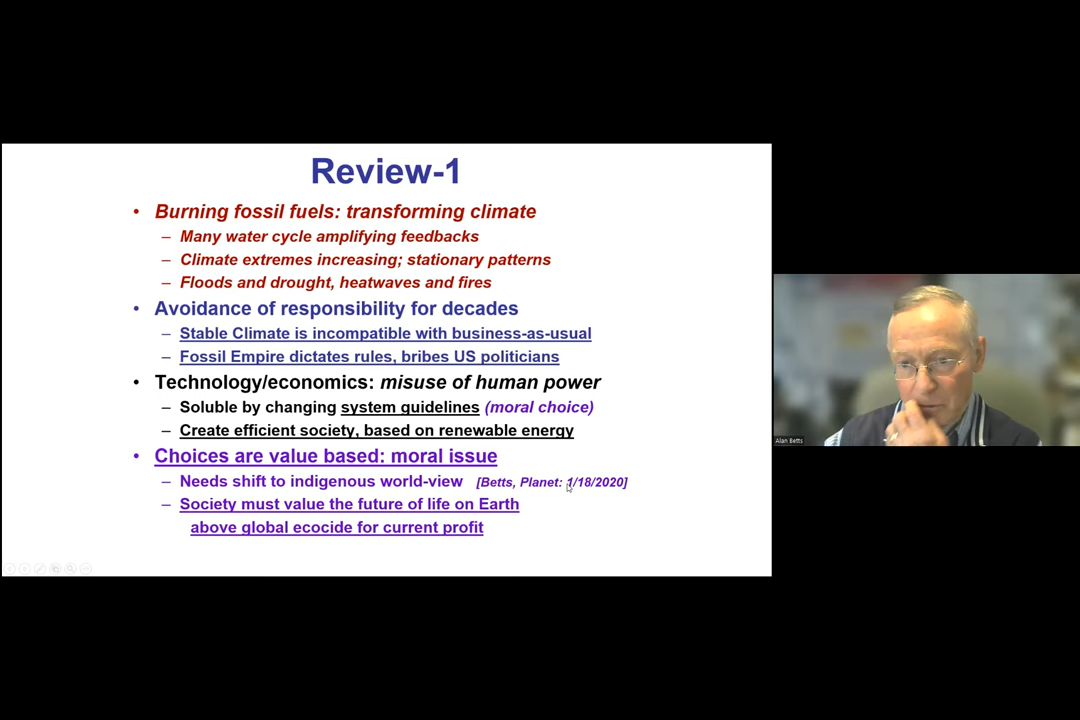 Review-1
• Burning fossil fuels: transforming climate
– Many water cycle amplifying feedbacks
– Climate extremes increasing; stationary patterns
– Floods and drought, heatwaves and fires
• Avoidance of responsibility for decades
– Stable Climate is incompatible with business-as-usual
– Fossil Empire dictates rules, bribes US politicians
• Technology/economics: misuse of human power
– Soluble by changing system guidelines (moral choice)
– Create efficient society, based on renewable energy
• Choices are value based: moral issue
– Needs shift to indigenous world-view [Betts, Planet: 1/18/2020]
– Society must value the future of life on Earth
above global ecocide for current profit
Alan Betts